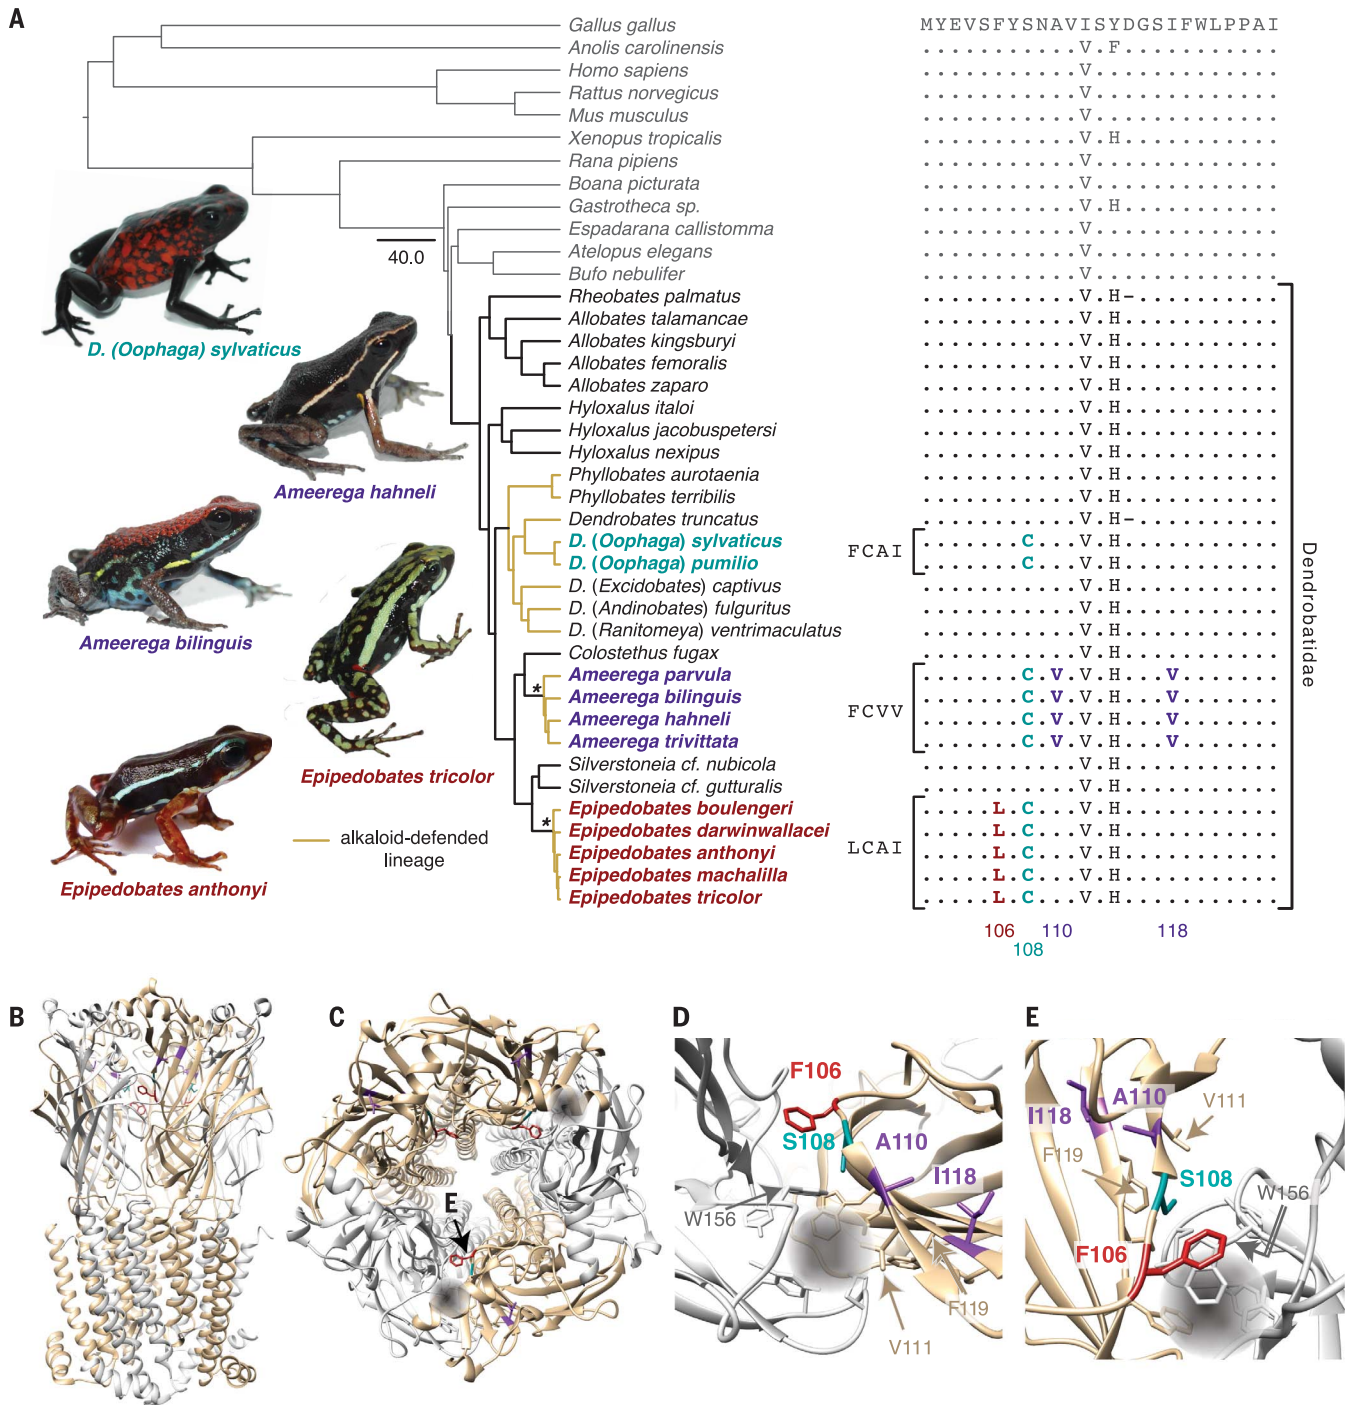 A
Gallus gallus MYEVSFYSNAVISYDGSIFWLPPAI
Anolis carolinensis ...........V.F...........
Homo sapiens ...........V.............
Rattus norvegicus ...........V.............
Mus musculus ...........V.............
Xenopus tropicalis ...........V.H...........
Rana pipiens ...........V.............
Boana picturata ...........V.............
Gastrotheca sp. ...........V.H...........
Espadarana callistomma ...........V.............
Atelopus elegans ...........V.............
Bufo nebulifer ...........V.............
40.0
Rheobates palmatus ...........V.H-..........
Allobates talamancae ...........V.H...........
Allobates kingsburyi ...........V.H...........
Allobates femoralis ...........V.H...........
Allobates zaparo ...........V.H...........
Hyloxalus italoi ...........V.H...........
Hyloxalus jacobuspetersi ...........V.H...........
Hyloxalus nexipus ...........V.H...........
Phyllobates aurotaenia ...........V.H...........
Phyllobates terribilis ...........V.H...........
Dendrobates truncatus ...........V.H-..........
D. (Oophaga) sylvaticus .......C...V.H...........
FCAI
D. (Oophaga) pumilio .......C...V.H...........
D. (Excidobates) captivus ...........V.H...........
D. (Andinobates) fulguritus ...........V.H...........
D. (Ranitomeya) ventrimaculatus ...........V.H...........
Colostethus fugax ...........V.H...........
*
Ameerega parvula .......C.V.V.H...V.......
Ameerega bilinguis .......C.V.V.H...V.......
FCVV
Ameerega hahneli .......C.V.V.H...V.......
Ameerega trivittata .......C.V.V.H...V.......
Silverstoneia cf. nubicola ...........V.H...........
Silverstoneia cf. gutturalis ...........V.H...........
*
Epipedobates boulengeri .....L.C...V.H...........
Epipedobates darwinwallacei .....L.C...V.H...........
LCAI
Epipedobates anthonyi .....L.C...V.H...........
Epipedobates machalilla .....L.C...V.H...........
Epipedobates tricolor .....L.C...V.H...........
106 110 118
108
Dendrobatidae
D. (Oophaga) sylvaticus
Ameerega hahneli
Ameerega bilinguis
Epipedobates tricolor
Epipedobates anthonyi
alkaloid-defended
lineage
B
C
E
D
F106
S108
A110
I118
W156
F119
V111
E
I118
A110
V111
F119
S108
W156
F106